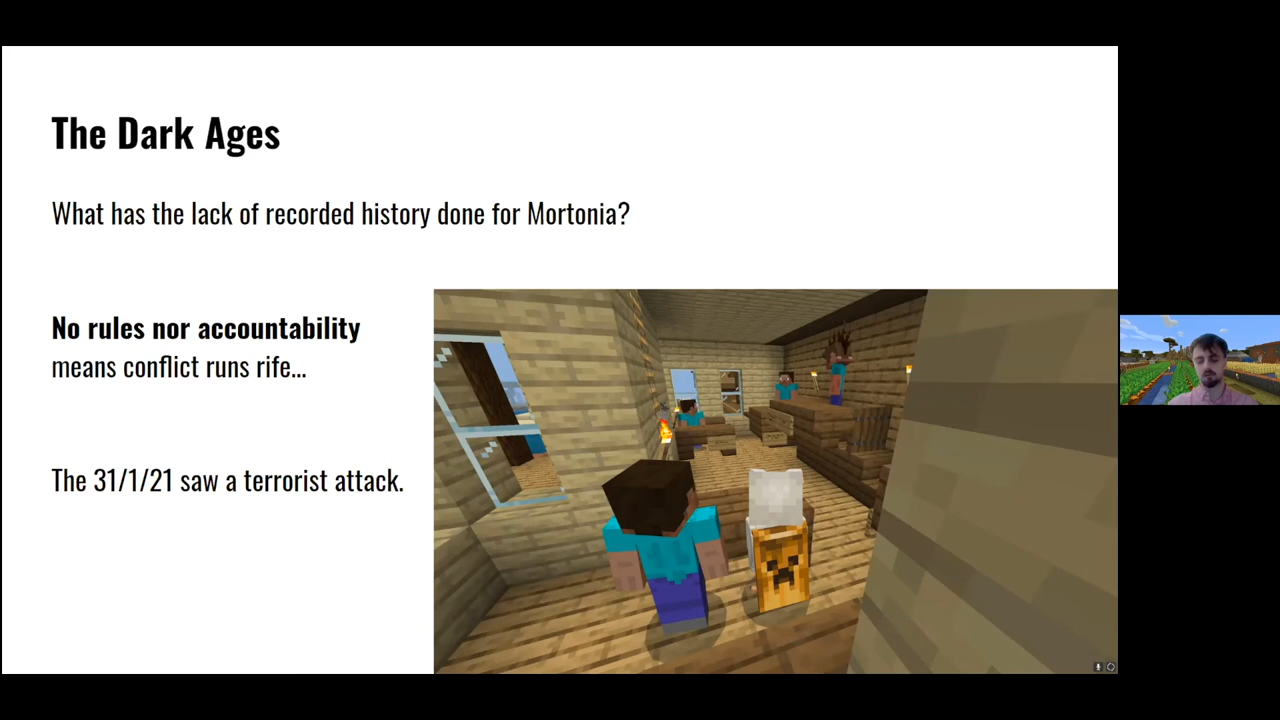 The Dark Ages
What has the lack of recorded history done for Mortonia?
No rules nor accountability
means conflict runs rife...
The 31/1/21 saw a terrorist attack.